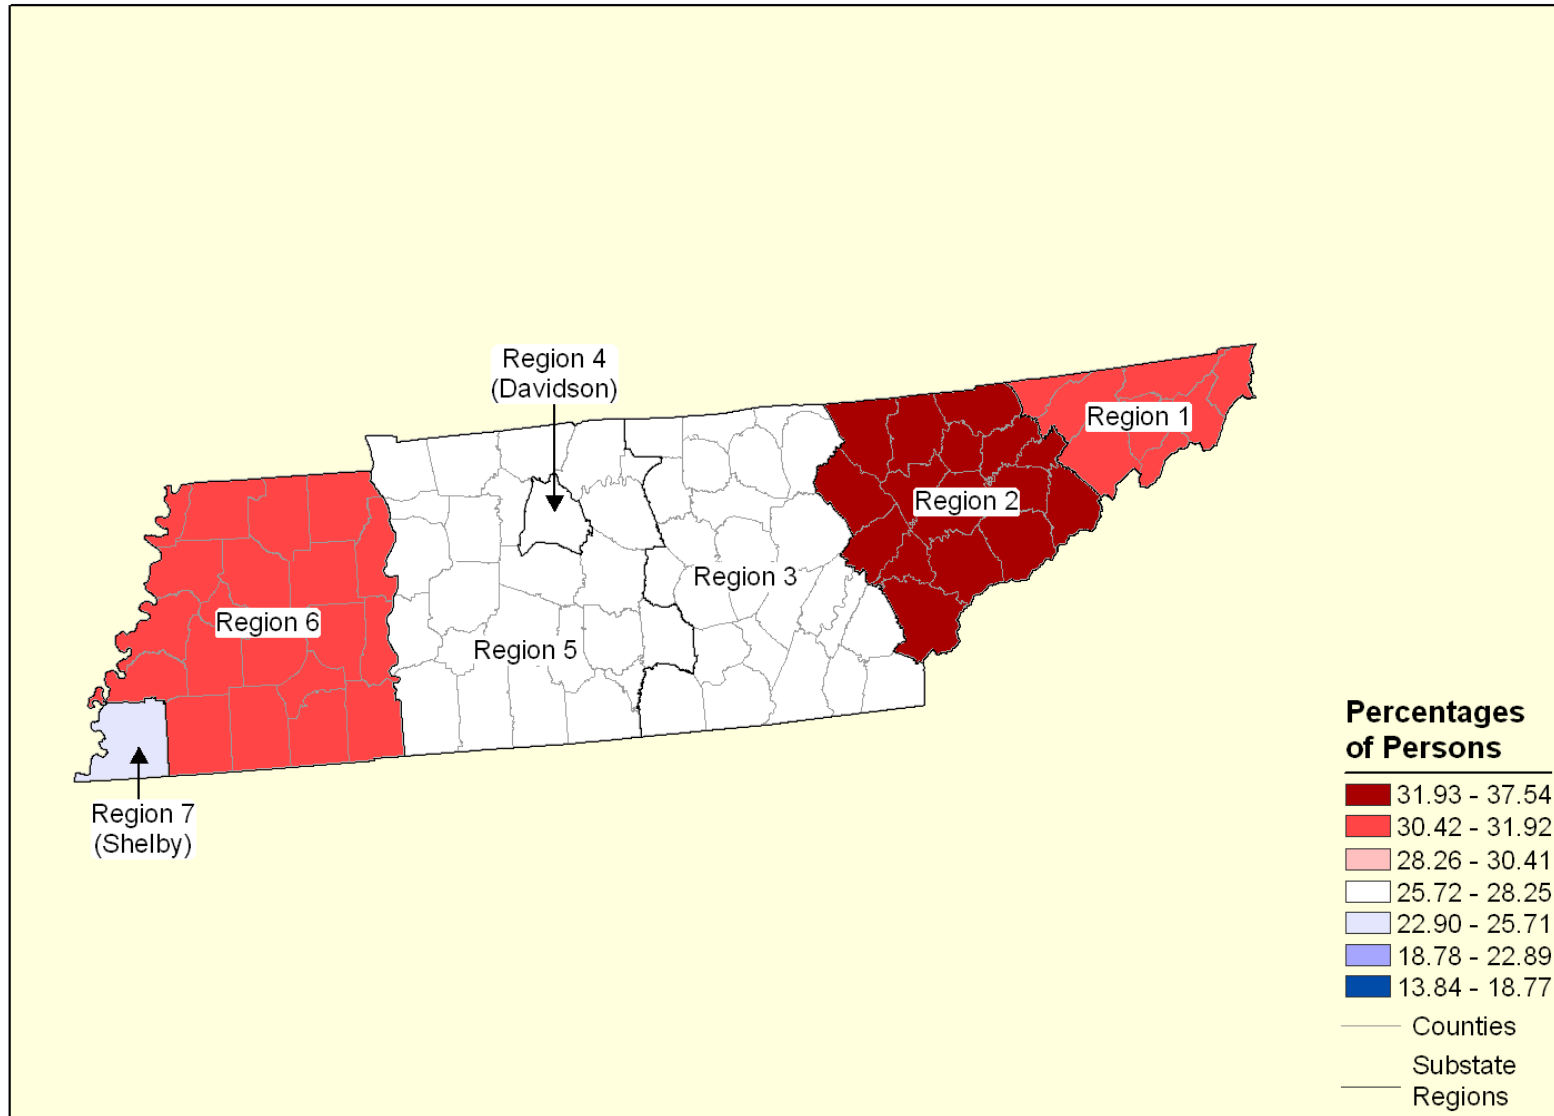 Region 4
(Davidson)
Region 1
Region 2
Region 3
Region 6
Region 5
Region 7
(Shelby)
Percentages
of Persons
31.93 - 37.54
30.42 - 31.92
28.26 - 30.41
25.72 - 28.25
22.90 - 25.71
18.78 - 22.89
13.84 - 18.77
Counties
Substate
Regions